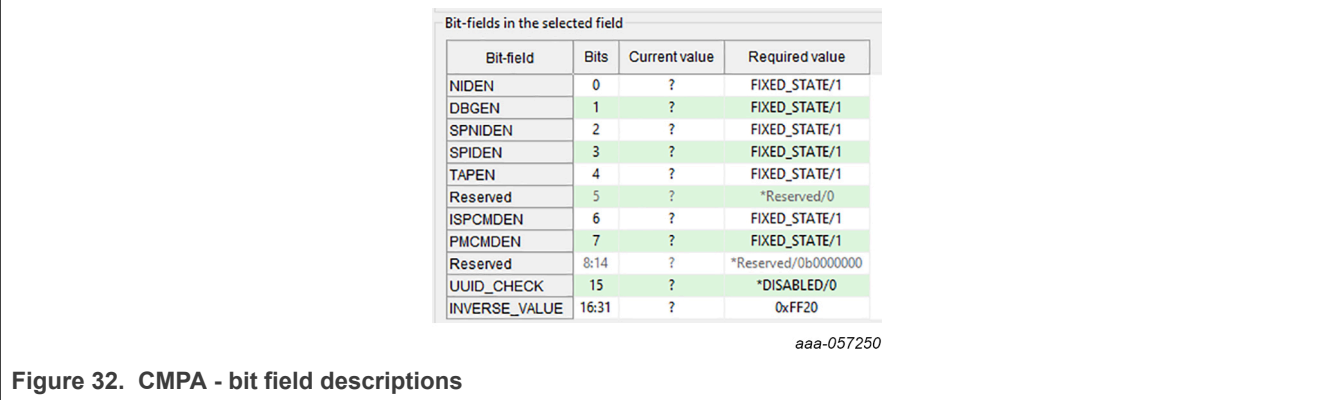 Bit-fields in the selected field
Bit-field Bits Current value Required value
NIDEN 0 ? FIXED_STATE/1
DBGEN 1 ? FIXED_STATE/1
SPNIDEN 2 ? FIXED_STATE/1
SPIDEN 3 ? FIXED_STATE/1
TAPEN 4 ? FIXED_STATE/1
Reserved 5 ? *Reserved/0
ISPCMDEN 6 ? FIXED_STATE/1
PMCMDEN 7 ? FIXED_STATE/1
Reserved 8:14 ? *Reserved/0b0000000
UUID_CHECK 15 ? *DISABLED/0
INVERSE_VALUE 16:31 ? 0xFF20
aaa-057250
Figure 32. CMPA - bit field descriptions